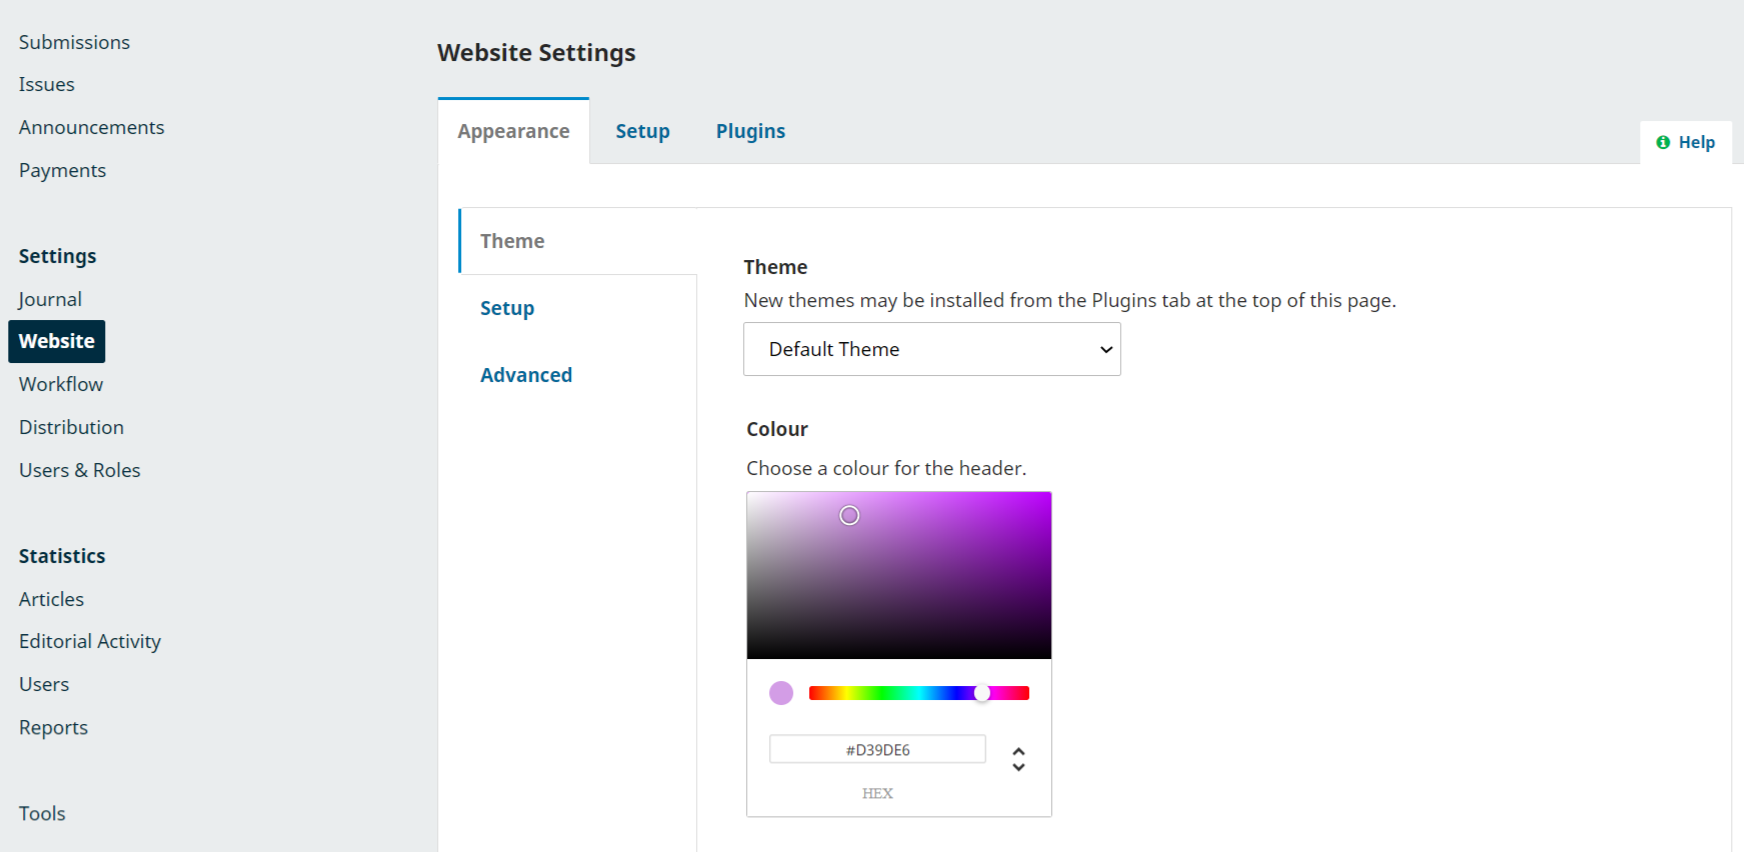 Submissions
Issues
Announcements
Payments
Settings
Journal
Website
Workflow
Distribution
Users & Roles
Statistics
Articles
Editorial Activity
Users
Reports
Tools
Website Settings
Appearance
Setup
Plugins
Help
Theme
Setup
Advanced
Theme
New themes may be installed from the Plugins tab at the top of this page.
Default Theme
Colour
Choose a colour for the header.
#D39DE6
HEX